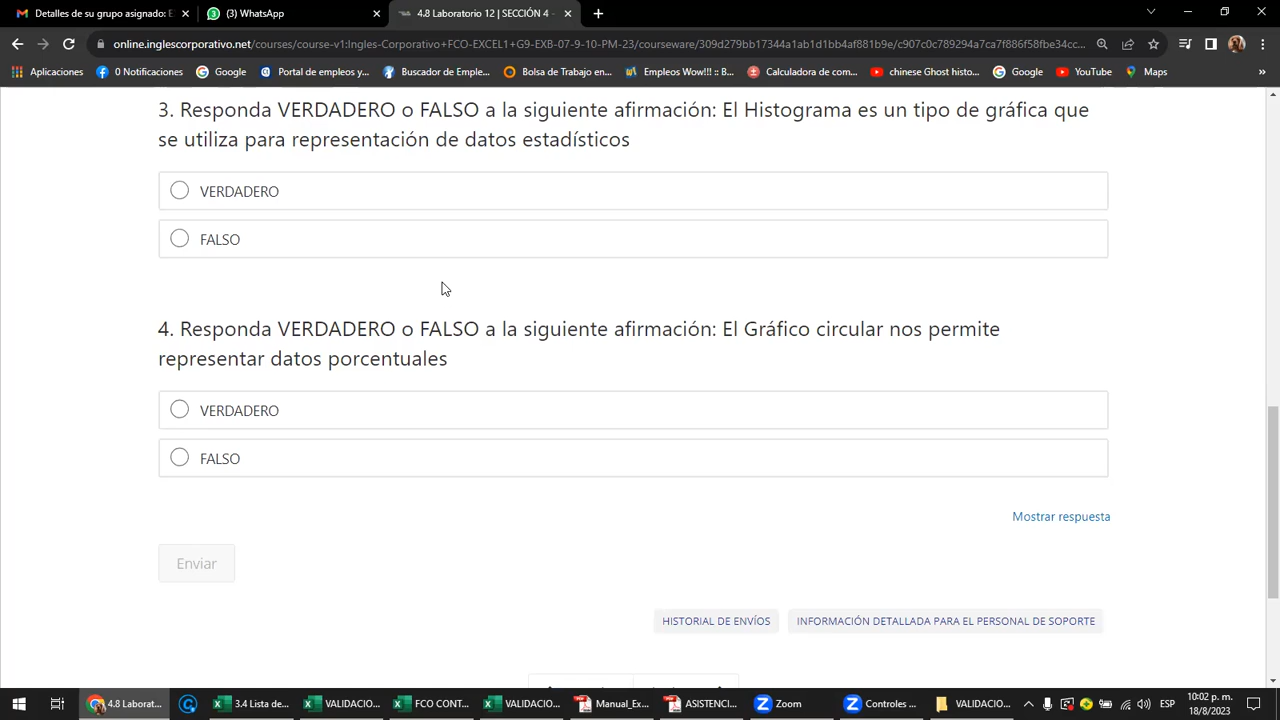 Detalles de su grupo asignado: E
(3) WhatsApp
4.8 Laboratorio 12 | SECCIÓN 4 -
online.inglescorporativo.net/courses/course-v1:Ingles-Corporativo+FCO-EXCEL1+G9-EXB-07-9-10-PM-23/courseware/309d279bb17344a1ab1d1bb4af881b9e/c907c0c789294a7ca7f886f58fbe34cc...
Aplicaciones
0 Notificaciones
Google
Portal de empleos y...
Buscador de Emple...
Bolsa de Trabajo en...
Empleos Wow!!! :: B...
Calculadora de com...
chinese Ghost histo...
Google
YouTube
Maps
3. Responda VERDADERO o FALSO a la siguiente afirmación: El Histograma es un tipo de gráfica que
se utiliza para representación de datos estadísticos
VERDADERO
FALSO
4. Responda VERDADERO o FALSO a la siguiente afirmación: El Gráfico circular nos permite
representar datos porcentuales
VERDADERO
FALSO
Mostrar respuesta
Enviar
HISTORIAL DE ENVÍOS
INFORMACIÓN DETALLADA PARA EL PERSONAL DE SOPORTE
4.8 Laborat...
3.4 Lista de...
VALIDACIO...
FCO CONT...
VALIDACIO...
Manual_Ex...
ASISTENCI...
Zoom
Controles ...
VALIDACIO...
ESP
10:02 p. m.
18/8/2023